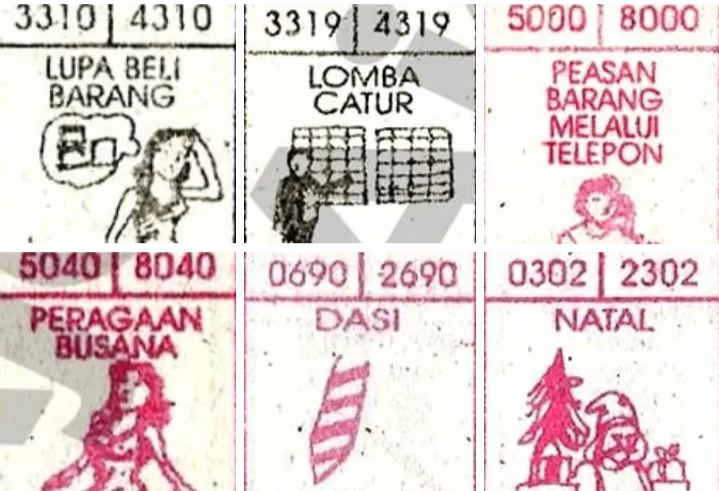 3310 | 4310
LUPA BELI
BARANG
3319 | 4319
LOMBA
CATUR
5000 | 8000
PEASAN
BARANG
MELALUI
TELEPON
5040 | 8040
PERAGAAN
BUSANA
0690 | 2690
DASI
0302 | 2302
NATAL